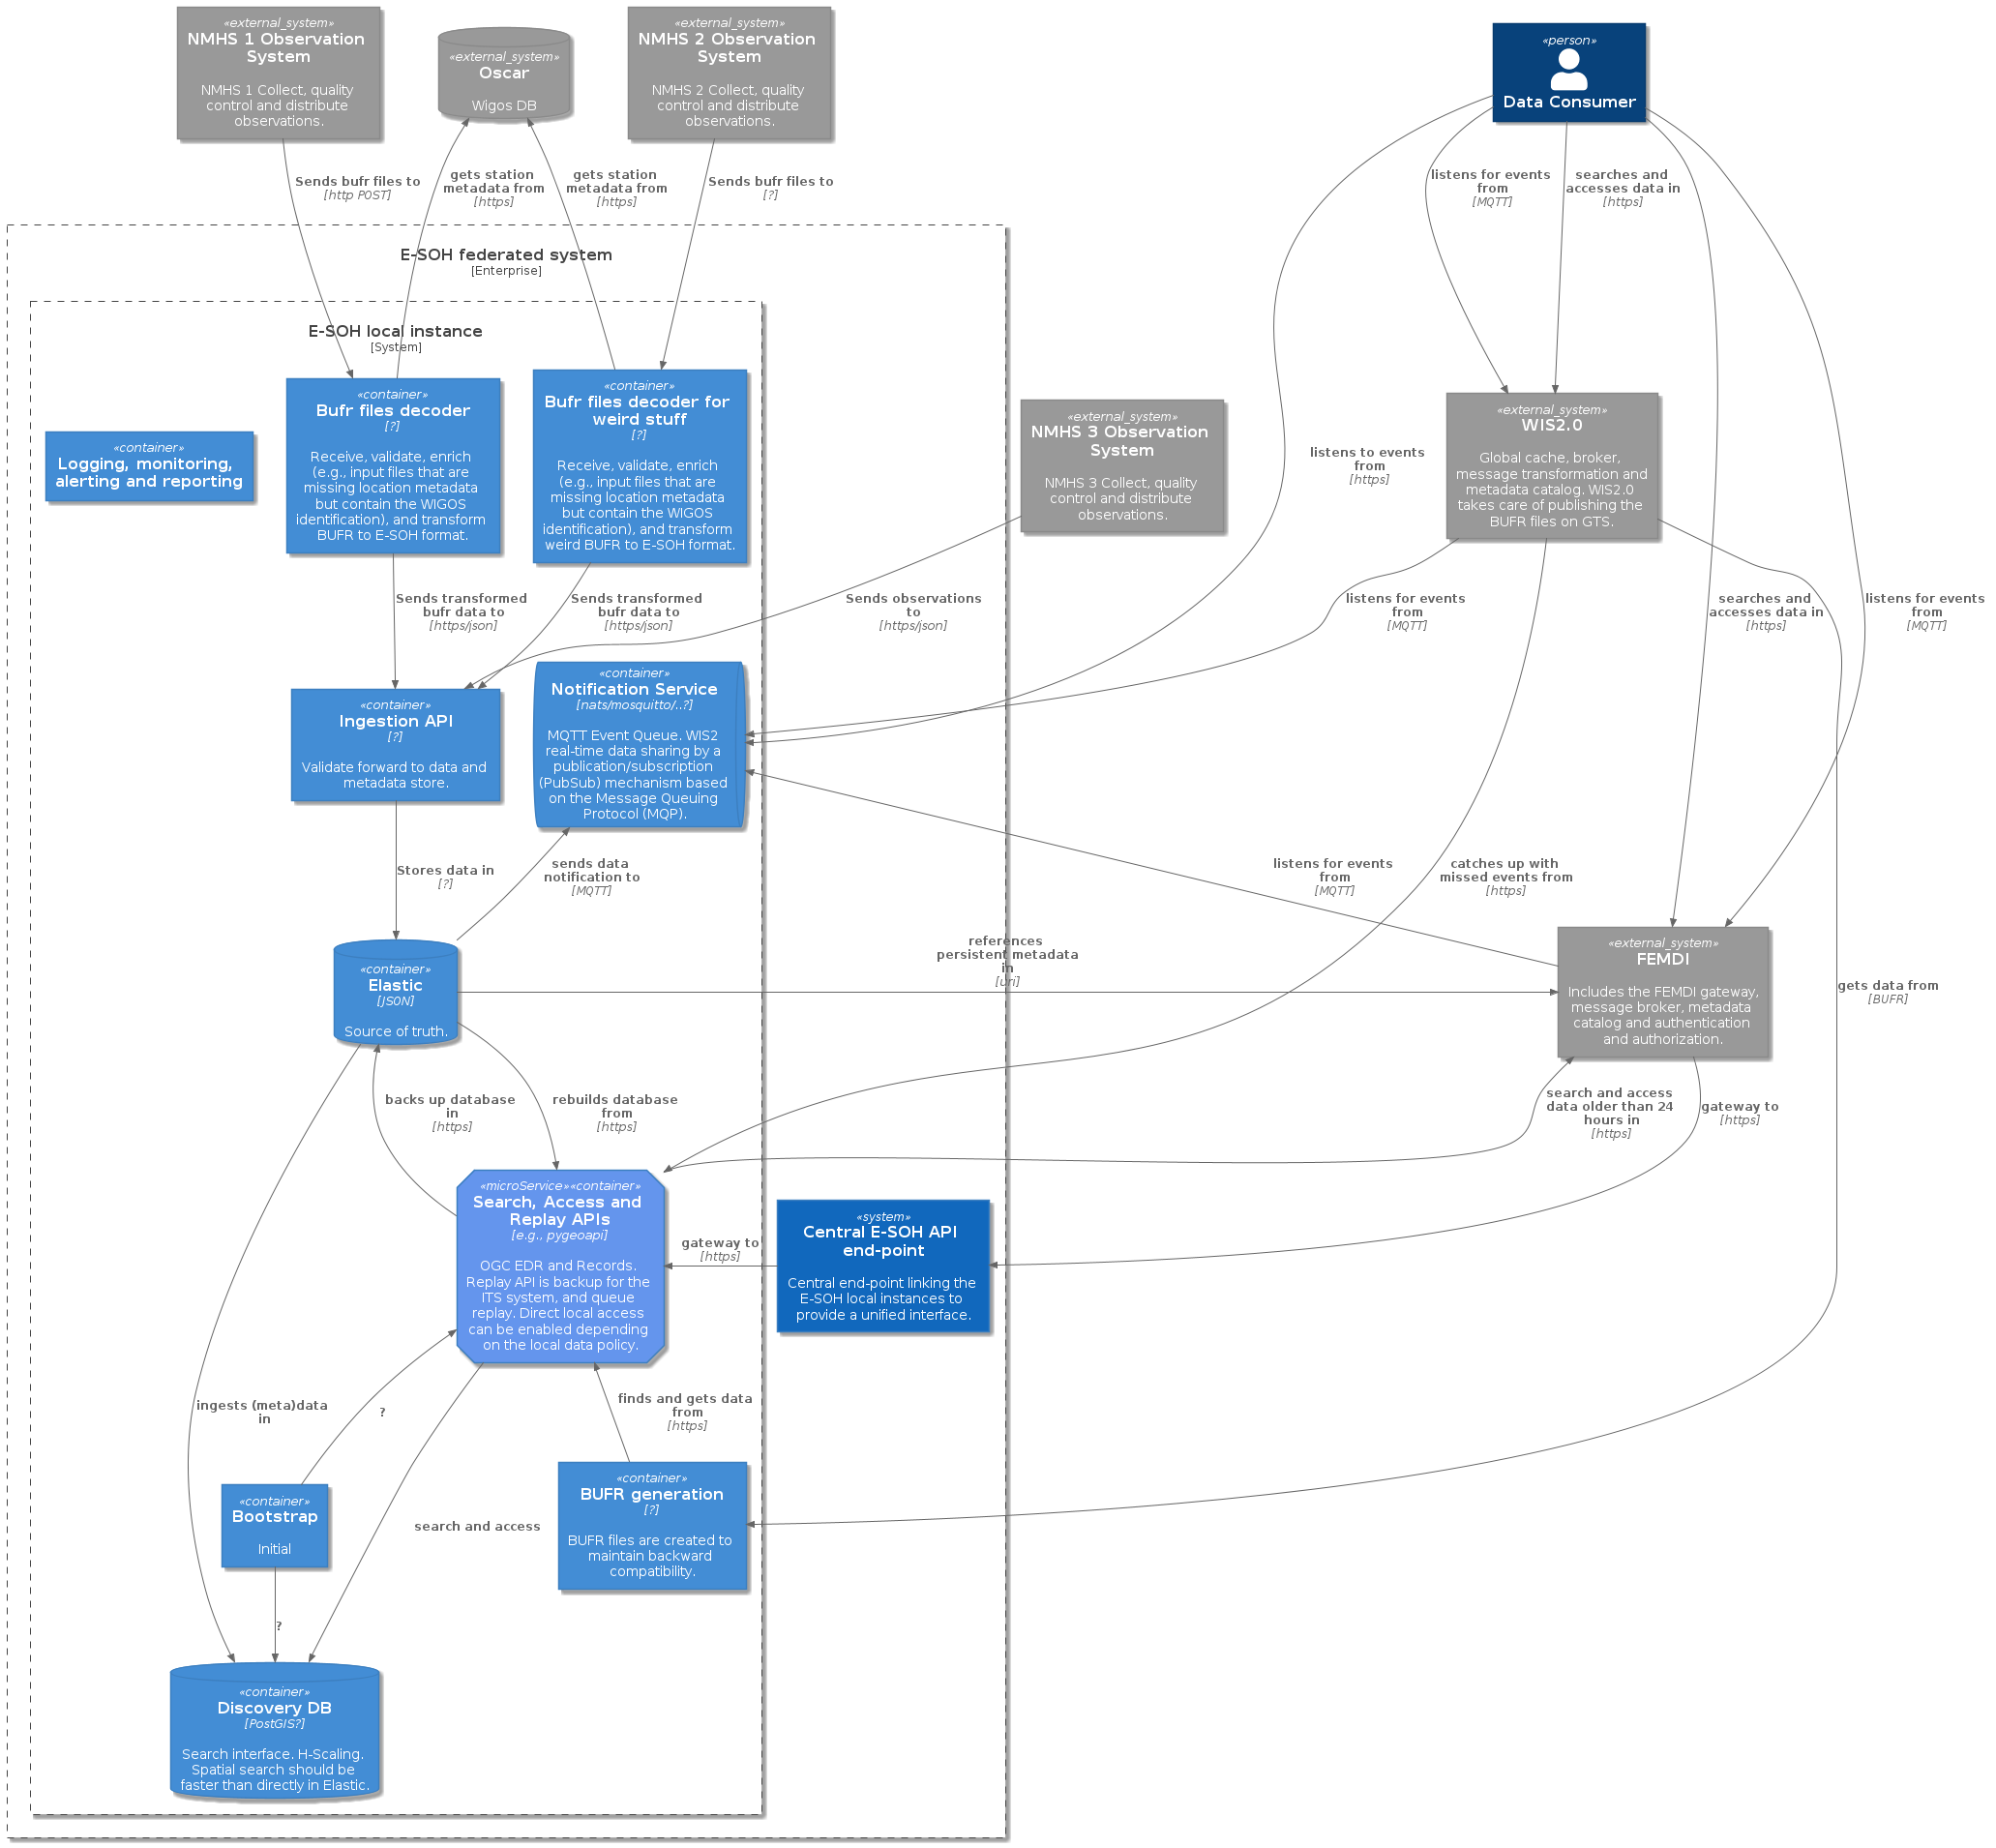 «external_system»
NMHS 1 Observation
System
NMHS 1 Collect, quality
control and distribute
observations.
«external_system»
Oscar
Wigos DB
«external_system»
NMHS 2 Observation
System
NMHS 2 Collect, quality
control and distribute
observations.
«person»
Data Consumer
Sends bufr files to
[http POST]
gets station
metadata from
[https]
gets station
metadata from
[https]
Sends bufr files to
[?]
listens for events
from
[MQTT]
searches and
accesses data in
[https]
E-SOH federated system
[Enterprise]
E-SOH local instance
[System]
«container»
Logging, monitoring,
alerting and reporting
«container»
Bufr files decoder
[?]
Receive, validate, enrich
(e.g., input files that are
missing location metadata
but contain the WIGOS
identification), and transform
BUFR to E-SOH format.
«container»
Bufr files decoder for
weird stuff
[?]
Receive, validate, enrich
(e.g., input files that are
missing location metadata
but contain the WIGOS
identification), and transform
weird BUFR to E-SOH format.
«external_system»
NMHS 3 Observation
System
NMHS 3 Collect, quality
control and distribute
observations.
listens to events
from
[https]
«external_system»
WIS2.0
Global cache, broker,
message transformation and
metadata catalog. WIS2.0
takes care of publishing the
BUFR files on GTS.
Sends transformed
bufr data to
[https/json]
Sends transformed
bufr data to
[https/json]
Sends observations
to
[https/json]
listens for events
from
[MQTT]
searches and
accesses data in
[https]
listens for events
from
[MQTT]
«container»
Ingestion API
[?]
Validate forward to data and
metadata store.
«container»
Notification Service
[nats/mosquitto/..?]
MQTT Event Queue. WIS2
real-time data sharing by a
publication/subscription
(PubSub) mechanism based
on the Message Queuing
Protocol (MQP).
Stores data in
[?]
sends data
notification to
[MQTT]
listens for events
from
[MQTT]
catches up with
missed events from
[https]
«container»
Elastic
[JSON]
Source of truth.
references
persistent metadata
in
[uri]
«external_system»
FEMDI
Includes the FEMDI gateway,
message broker, metadata
catalog and authentication
and authorization.
gets data from
[BUFR]
backs up database
in
[https]
rebuilds database
from
[https]
search and access
data older than 24
hours in
[https]
gateway to
[https]
«microService»«container»
Search, Access and
Replay APIs
[e.g., pygeoapi]
OGC EDR and Records.
Replay API is backup for the
ITS system, and queue
replay. Direct local access
can be enabled depending
on the local data policy.
gateway to
[https]
«system»
Central E-SOH API
end-point
Central end-point linking the
E-SOH local instances to
provide a unified interface.
ingests (meta)data
in
?
finds and gets data
from
[https]
«container»
Bootstrap
Initial
search and access
«container»
BUFR generation
[?]
BUFR files are created to
maintain backward
compatibility.
?
«container»
Discovery DB
[PostGIS?]
Search interface. H-Scaling.
Spatial search should be
faster than directly in Elastic.